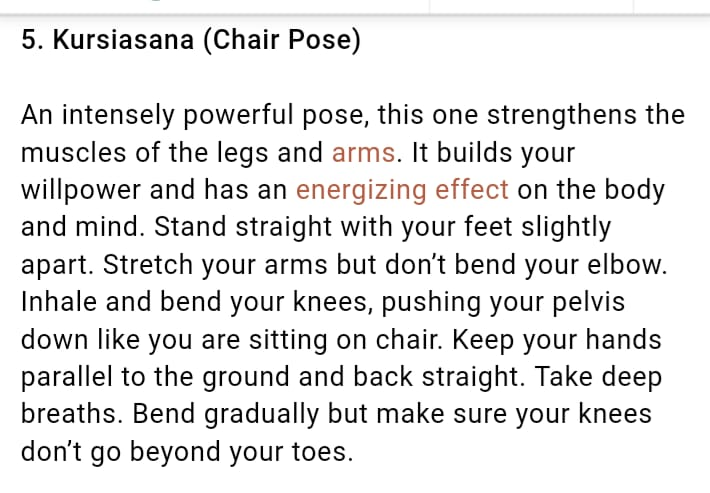 5. Kursiasana (Chair Pose)
An intensely powerful pose, this one strengthens the
muscles of the legs and arms. It builds your
willpower and has an energizing effect on the body
and mind. Stand straight with your feet slightly
apart. Stretch your arms but don’t bend your elbow.
Inhale and bend your knees, pushing your pelvis
down like you are sitting on chair. Keep your hands
parallel to the ground and back straight. Take deep
breaths. Bend gradually but make sure your knees
don’t go beyond your toes.